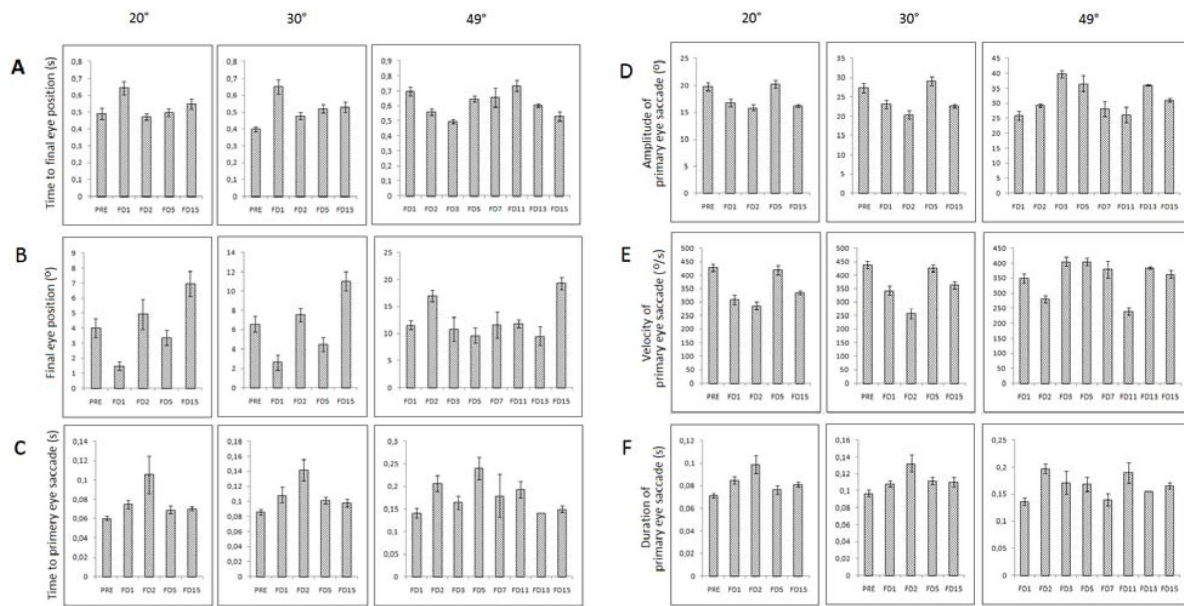 20° 30° 49° 20° 30° 49°
A
Time to final eye position (s)
0,8 0,7 0,6 0,5 0,4 0,3 0,2 0,1 0
PRE FD1 FD2 FD5 FD15
0,8 0,7 0,6 0,5 0,4 0,3 0,2 0,1 0
PRE FD1 FD2 FD5 FD15
0,9 0,8 0,7 0,6 0,5 0,4 0,3 0,2 0,1 0
FD1 FD2 FD3 FD5 FD7 FD11 FD13 FD15
D
Amplitude of
primary eye saccade (°)
25 20 15 10 5 0
PRE FD1 FD2 FD5 FD15
35 30 25 20 15 10 5 0
PRE FD1 FD2 FD5 FD15
45 40 35 30 25 20 15 10 5 0
FD1 FD2 FD3 FD5 FD7 FD11 FD13 FD15
B
Final eye position (°)
9 8 7 6 5 4 3 2 1 0
PRE FD1 FD2 FD5 FD15
14 12 10 8 6 4 2 0
PRE FD1 FD2 FD5 FD15
25 20 15 10 5 0
FD1 FD2 FD3 FD5 FD7 FD11 FD13 FD15
E
Velocity of
primary eye saccade (°/s)
500 450 400 350 300 250 200 150 100 50 0
PRE FD1 FD2 FD5 FD15
500 450 400 350 300 250 200 150 100 50 0
PRE FD1 FD2 FD5 FD15
450 400 350 300 250 200 150 100 50 0
FD1 FD2 FD3 FD5 FD7 FD11 FD13 FD15
C
Time to primery eye saccade (s)
0,14 0,12 0,1 0,08 0,06 0,04 0,02 0
PRE FD1 FD2 FD5 FD15
0,18 0,16 0,14 0,12 0,1 0,08 0,06 0,04 0,02 0
PRE FD1 FD2 FD5 FD15
0,3 0,25 0,2 0,15 0,1 0,05 0
FD1 FD2 FD3 FD5 FD7 FD11 FD13 FD15
F
Duration of
primary eye saccade (s)
0,12 0,1 0,08 0,06 0,04 0,02 0
PRE FD1 FD2 FD5 FD15
0,16 0,14 0,12 0,1 0,08 0,06 0,04 0,02 0
PRE FD1 FD2 FD5 FD15
0,25 0,2 0,15 0,1 0,05 0
FD1 FD2 FD3 FD5 FD7 FD11 FD13 FD15